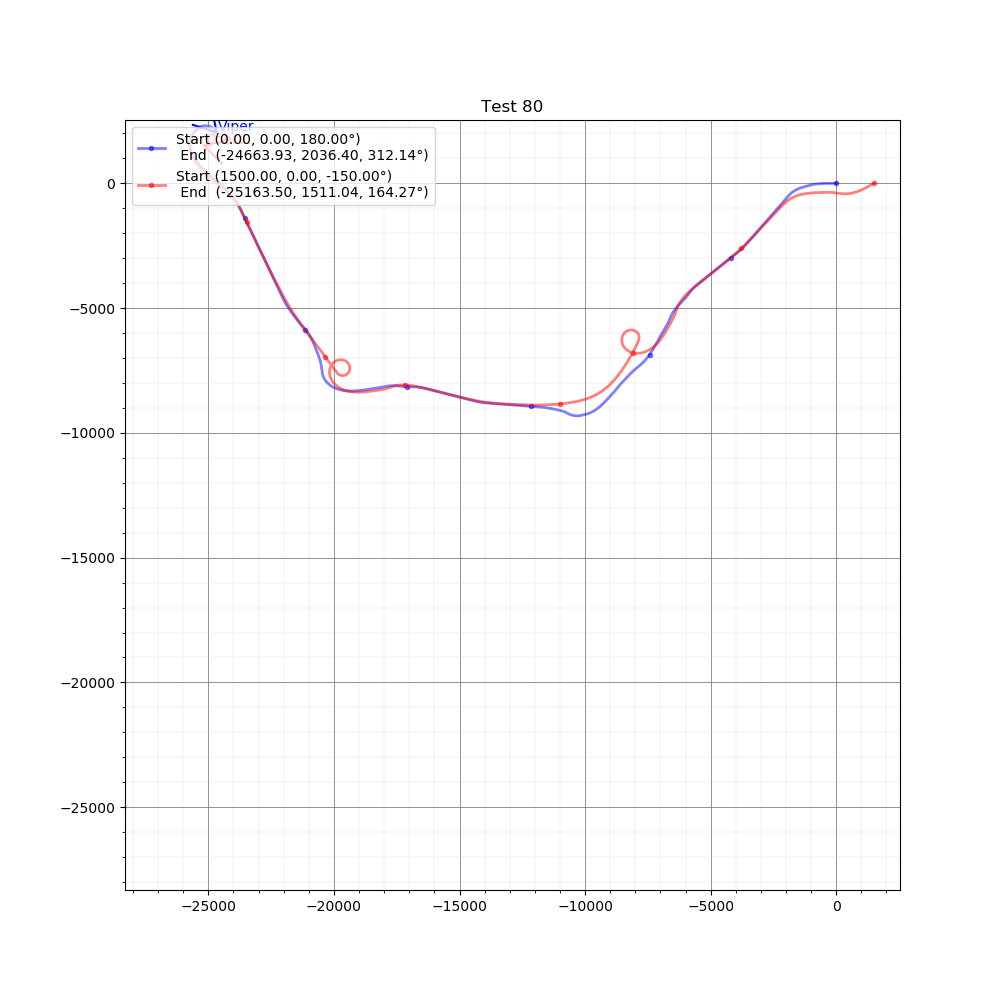 Test 80
Viper
Start (0.00, 0.00, 180.00°)
End (-24663.93, 2036.40, 312.14°)
Start (1500.00, 0.00, -150.00°)
End (-25163.50, 1511.04, 164.27°)
0
−5000
−10000
−15000
−20000
−25000
−25000 −20000 −15000 −10000 −5000 0